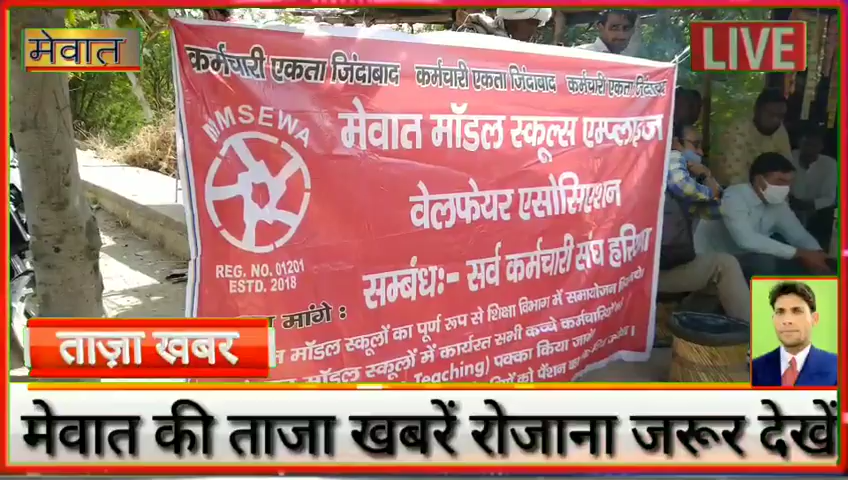 मेवात
LIVE
कर्मचारी एकता जिंदाबाद कर्मचारी एकता जिंदाबाद कर्मचारी एकता
MMSEWA
मेवात मॉडल स्कूल्स एम्प्लाइज
वेलफेयर एसोसिएशन
REG. NO. 01201
ESTD. 2018
सम्बंध:- सर्व कर्मचारी संघ
मांगे :
मॉडल स्कूलों का पूर्ण रूप से शिक्षा विभाग में समायोजन
मॉडल स्कूलों में कार्यरत सभी कच्चे कर्मचारियों
Teaching) पक्का किया जाये
को पेंशन
ताज़ा खबर
मेवात की ताजा खबरें रोजाना जरूर देखें